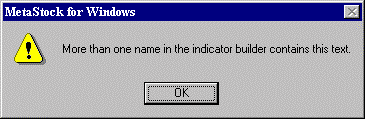 MetaStock for Windows
More than one name in the indicator builder contains this text.
OK